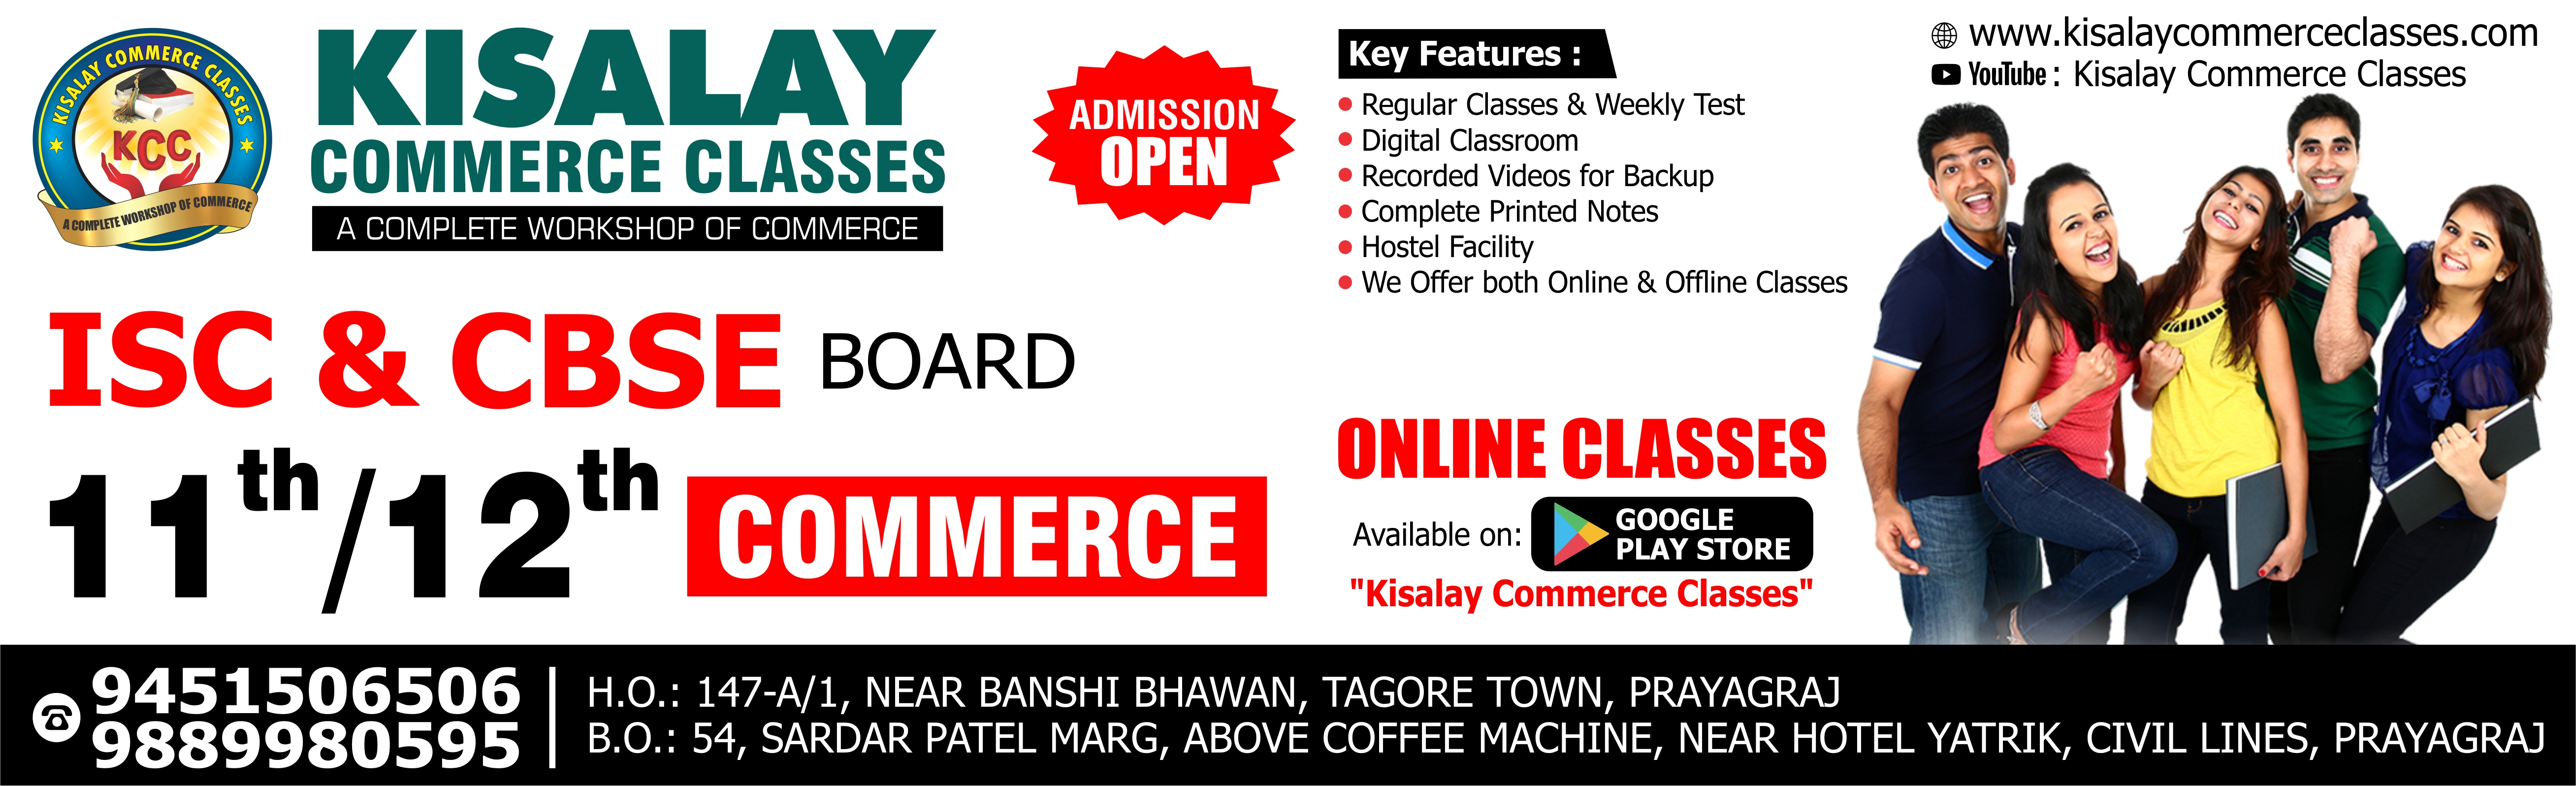 KISALAY COMMERCE CLASSES
KCC
A COMPLETE WORKSHOP OF COMMERCE
KISALAY
COMMERCE CLASSES
A COMPLETE WORKSHOP OF COMMERCE
ISC & CBSE BOARD
11th/12th COMMERCE
ADMISSION
OPEN
Key Features :
Regular Classes & Weekly Test
Digital Classroom
Recorded Videos for Backup
Complete Printed Notes
Hostel Facility
We Offer both Online & Offline Classes
ONLINE CLASSES
Available on: GOOGLE
PLAY STORE
"Kisalay Commerce Classes"
www.kisalaycommerceclasses.com
YouTube : Kisalay Commerce Classes
9451506506
9889980595
H.O.: 147-A/1, NEAR BANSHI BHAWAN, TAGORE TOWN, PRAYAGRAJ
B.O.: 54, SARDAR PATEL MARG, ABOVE COFFEE MACHINE, NEAR HOTEL YATRIK, CIVIL LINES, PRAYAGRAJ